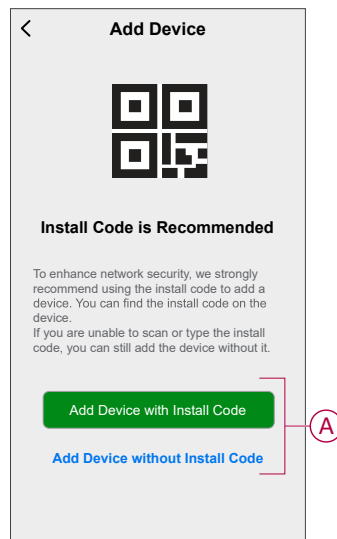 Add Device
Install Code is Recommended
To enhance network security, we strongly
recommend using the install code to add a
device. You can find the install code on the
device.
If you are unable to scan or type the install
code, you can still add the device without it.
Add Device with Install Code
A
Add Device without Install Code